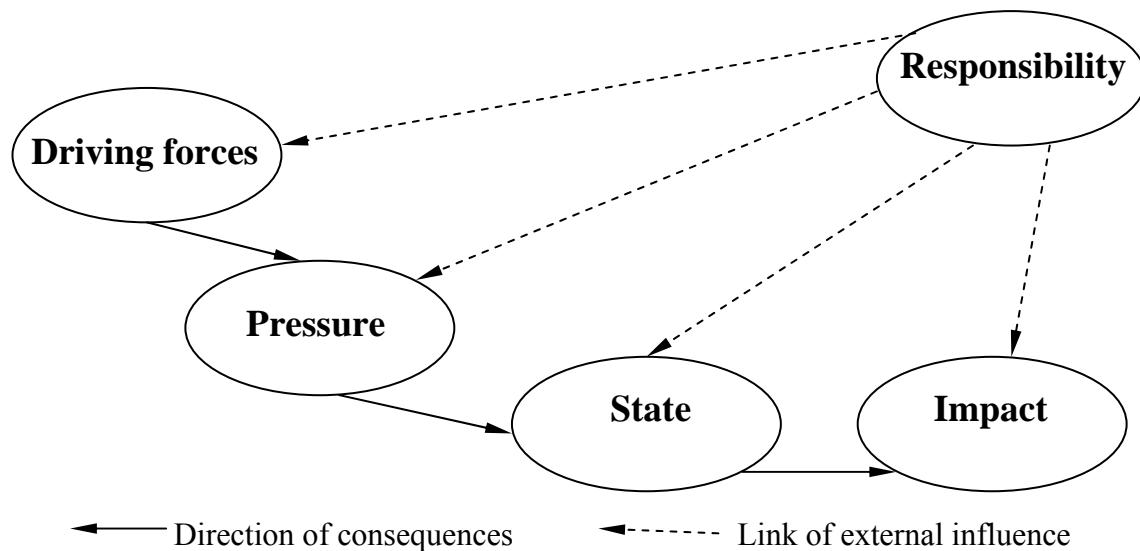 Responsibility
Driving forces
Pressure
State
Impact
Direction of consequences
Link of external influence